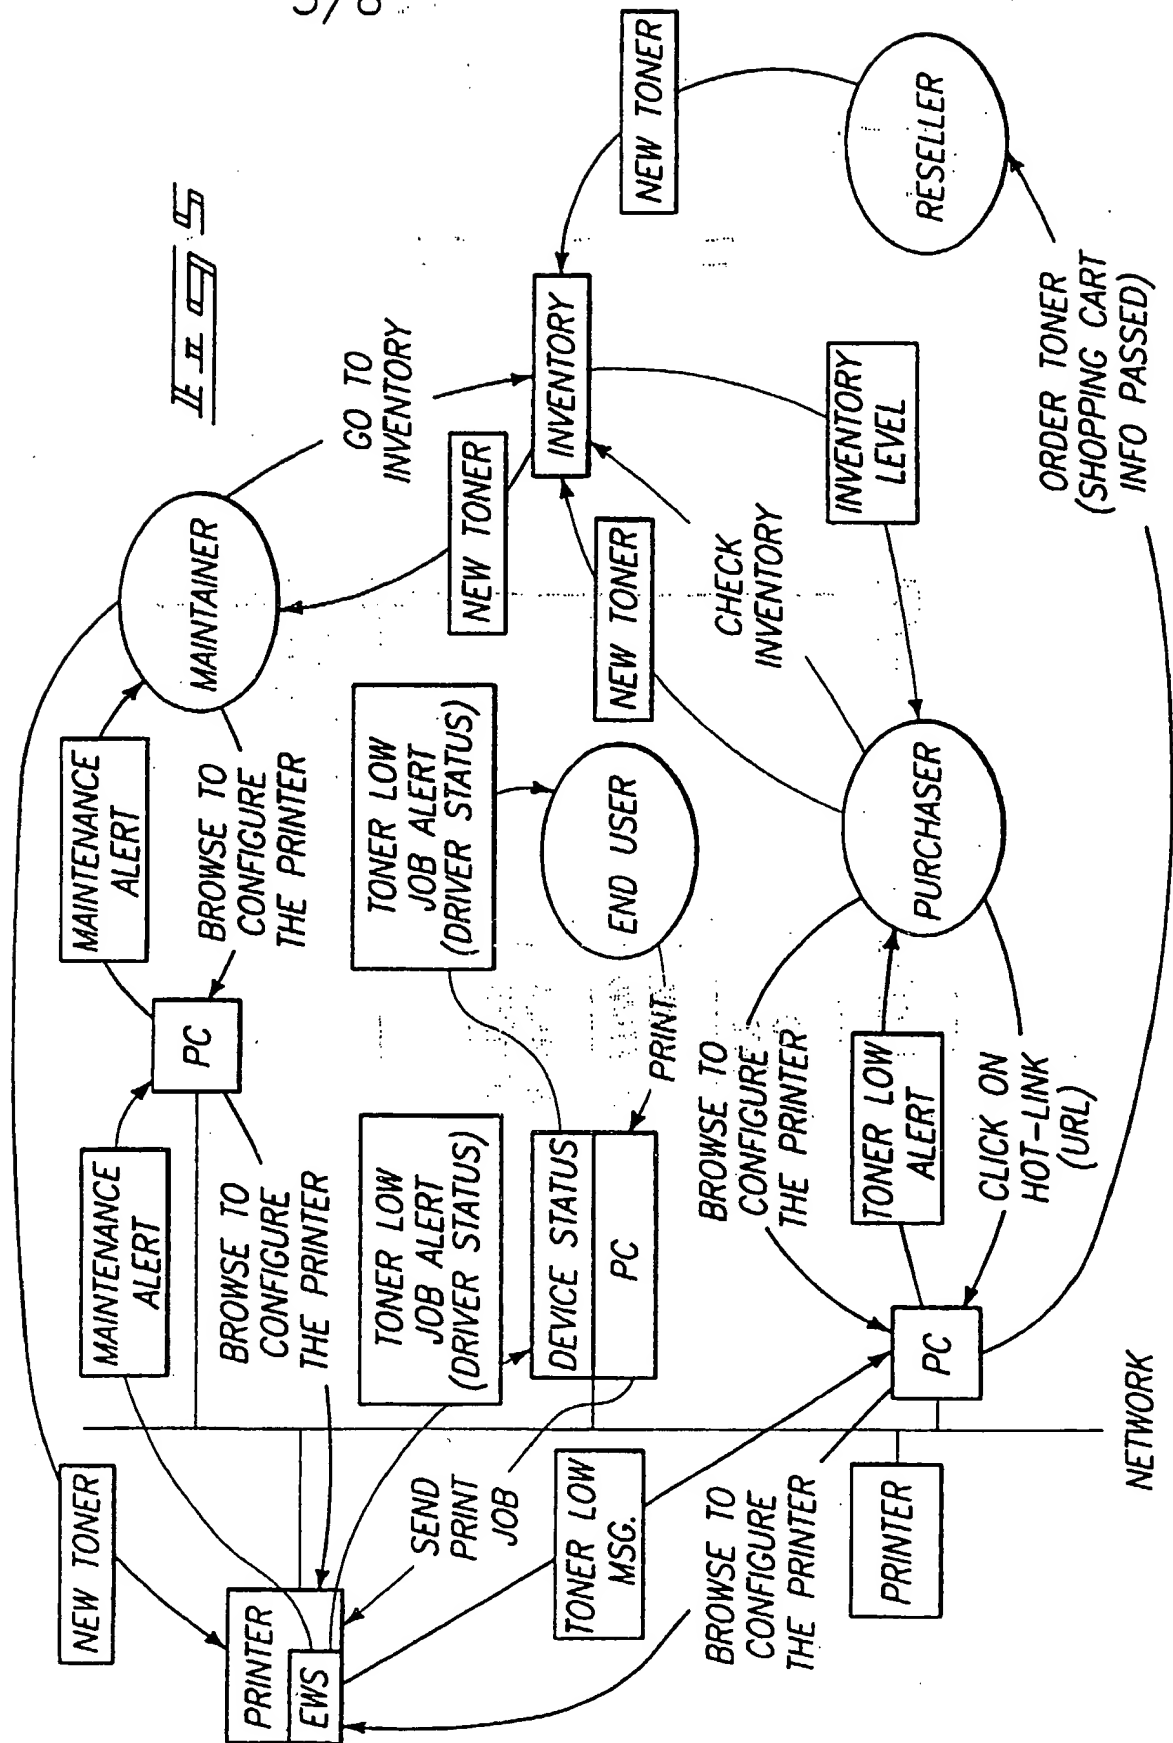 5/8
Fig 5
NEW TONER
PRINTER
EWS
MAINTENANCE
ALERT
PC
MAINTENANCE
ALERT
MAINTAINER
BROWSE TO
CONFIGURE
THE PRINTER
BROWSE TO
CONFIGURE
THE PRINTER
GO TO
INVENTORY
NEW TONER
INVENTORY
NEW TONER
RESELLER
TONER LOW
JOB ALERT
(DRIVER STATUS)
TONER LOW
JOB ALERT
(DRIVER STATUS)
SEND
PRINT
JOB
DEVICE STATUS
PC
PRINT
END USER
NEW TONER
CHECK
INVENTORY
INVENTORY
LEVEL
TONER LOW
MSG.
BROWSE TO
CONFIGURE
THE PRINTER
BROWSE TO
CONFIGURE
THE PRINTER
TONER LOW
ALERT
PURCHASER
CLICK ON
HOT-LINK
(URL)
PC
PRINTER
NETWORK
ORDER TONER
(SHOPPING CART
INFO PASSED)